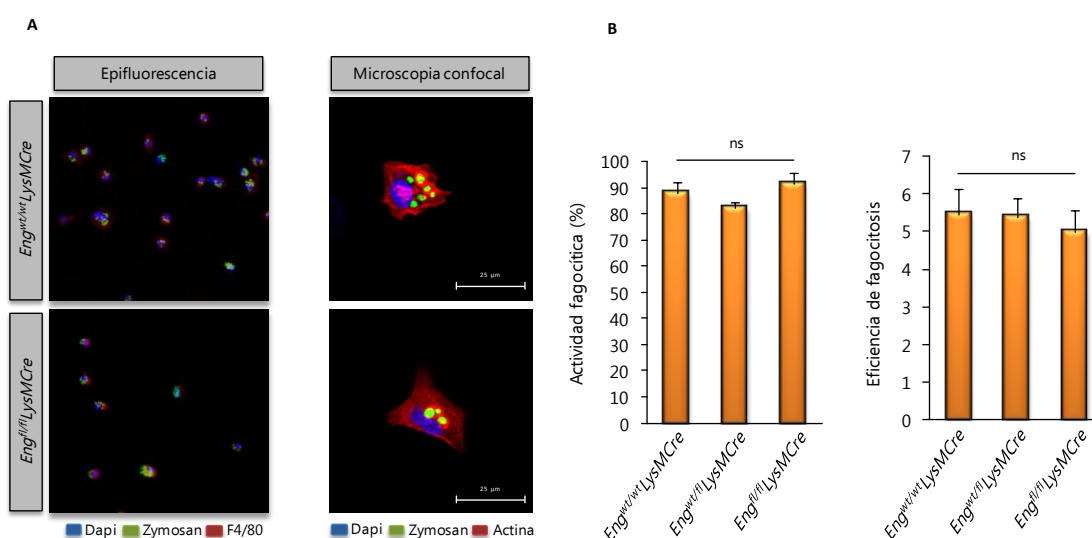 A
B
Epifluorescencia
Microscopia confocal
Eng^wt/wt LysMCre
25 µm
Eng^fl/fl LysMCre
25 µm
Dapi Zymosan F4/80
Dapi Zymosan Actina
Actividad fagocítica (%)
100
90
80
70
60
50
40
30
20
10
0
ns
Eng^wt/wt LysMCre
Eng^wt/fl LysMCre
Eng^fl/fl LysMCre
Eficiencia de fagocitosis
7
6
5
4
3
2
1
0
ns
Eng^wt/wt LysMCre
Eng^wt/fl LysMCre
Eng^fl/fl LysMCre